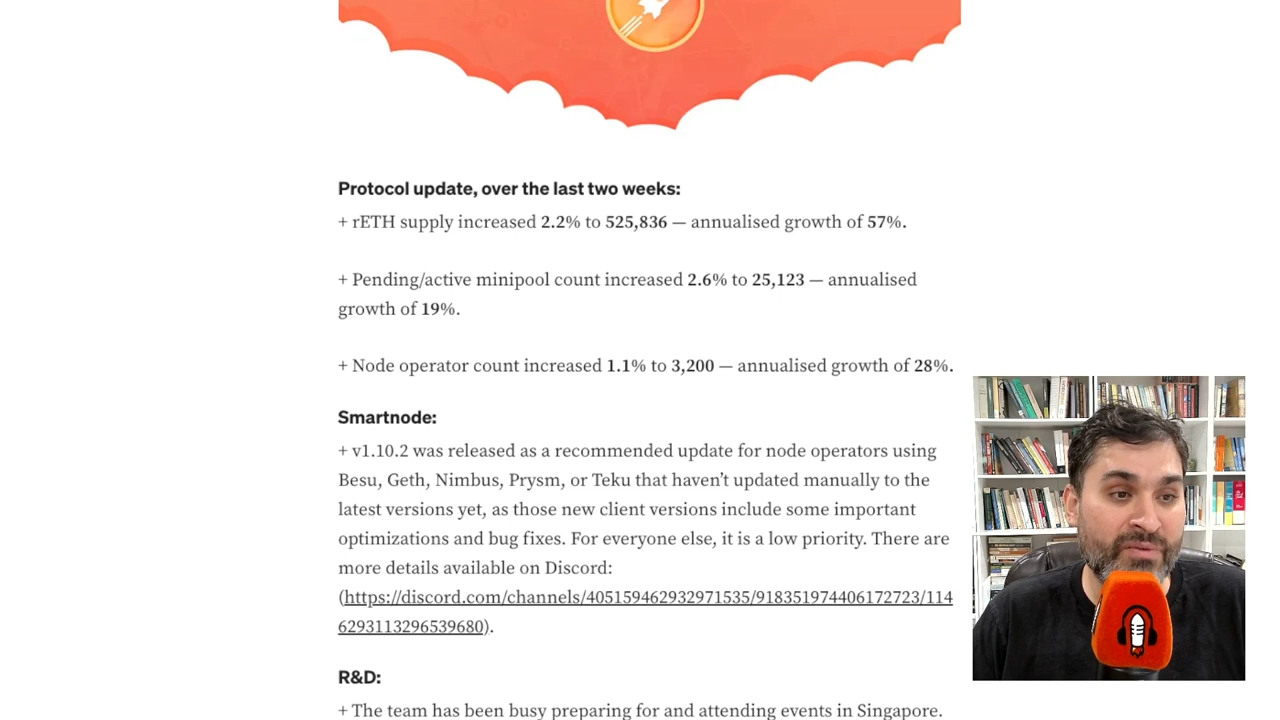 Protocol update, over the last two weeks:
+ rETH supply increased 2.2% to 525,836 — annualised growth of 57%.
+ Pending/active minipool count increased 2.6% to 25,123 — annualised
growth of 19%.
+ Node operator count increased 1.1% to 3,200 — annualised growth of 28%.
Smartnode:
+ v1.10.2 was released as a recommended update for node operators using
Besu, Geth, Nimbus, Prysm, or Teku that haven’t updated manually to the
latest versions yet, as those new client versions include some important
optimizations and bug fixes. For everyone else, it is a low priority. There are
more details available on Discord:
(https://discord.com/channels/405159462932971535/918351974406172723/114
6293113296539680).
R&D:
+ The team has been busy preparing for and attending events in Singapore.